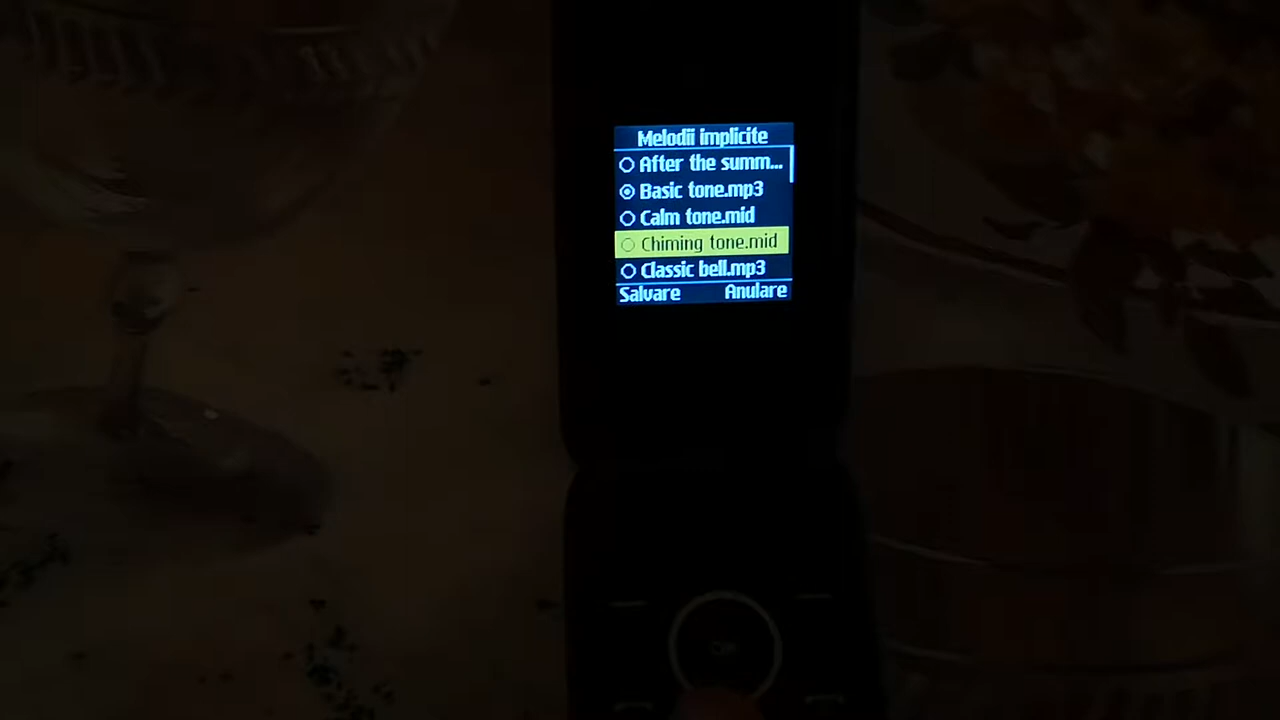 Melodii implicite
After the summ...
Basic tone.mp3
Calm tone.mid
Chiming tone.mid
Classic bell.mp3
Salvare Anulare
OK